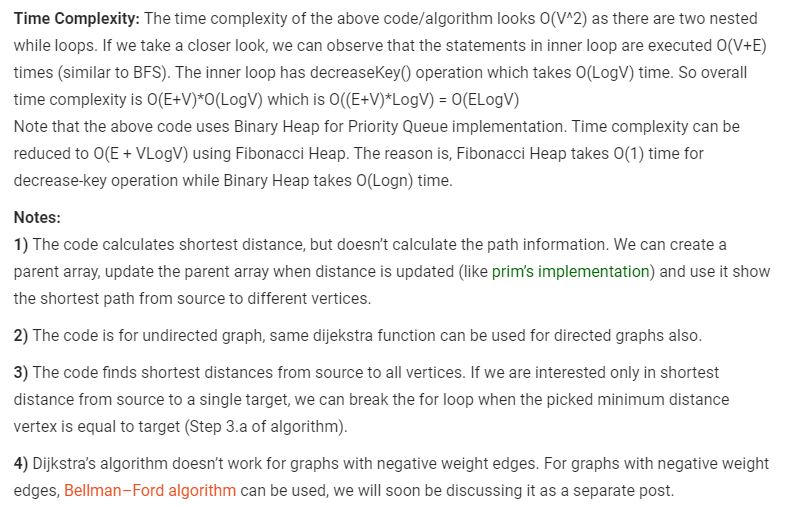 Time Complexity: The time complexity of the above code/algorithm looks O(V^2) as there are two nested
while loops. If we take a closer look, we can observe that the statements in inner loop are executed O(V+E)
times (similar to BFS). The inner loop has decreaseKey() operation which takes O(LogV) time. So overall
time complexity is O(E+V)*O(LogV) which is O((E+V)*LogV) = O(ELogV)
Note that the above code uses Binary Heap for Priority Queue implementation. Time complexity can be
reduced to O(E + VLogV) using Fibonacci Heap. The reason is, Fibonacci Heap takes O(1) time for
decrease-key operation while Binary Heap takes O(Logn) time.
Notes:
1) The code calculates shortest distance, but doesn't calculate the path information. We can create a
parent array, update the parent array when distance is updated (like prim's implementation) and use it show
the shortest path from source to different vertices.
2) The code is for undirected graph, same dijekstra function can be used for directed graphs also.
3) The code finds shortest distances from source to all vertices. If we are interested only in shortest
distance from source to a single target, we can break the for loop when the picked minimum distance
vertex is equal to target (Step 3.a of algorithm).
4) Dijkstra's algorithm doesn't work for graphs with negative weight edges. For graphs with negative weight
edges, Bellman–Ford algorithm can be used, we will soon be discussing it as a separate post.